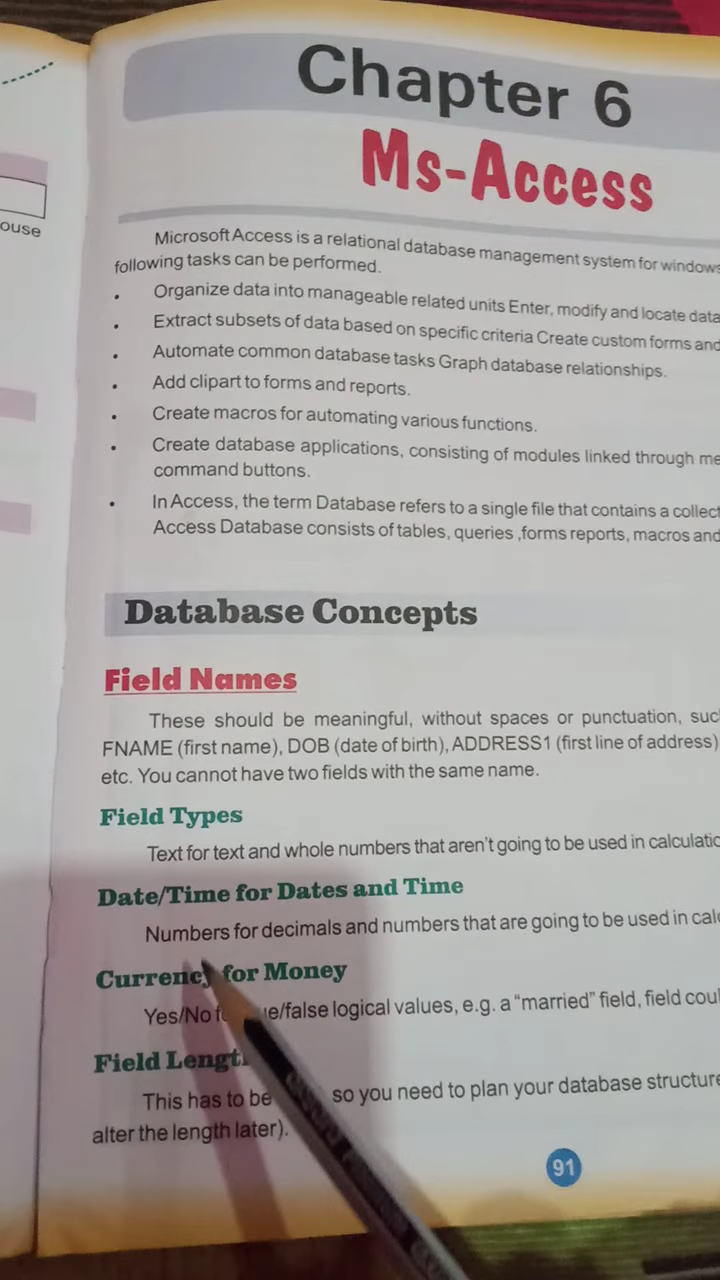 ouse
Chapter 6
Ms-Access
Microsoft Access is a relational database management system for windows
following tasks can be performed.
• Organize data into manageable related units Enter, modify and locate data
• Extract subsets of data based on specific criteria Create custom forms and
• Automate common database tasks Graph database relationships.
• Add clipart to forms and reports.
• Create macros for automating various functions.
• Create database applications, consisting of modules linked through me
command buttons.
• In Access, the term Database refers to a single file that contains a collect
Access Database consists of tables, queries ,forms reports, macros and
Database Concepts
Field Names
These should be meaningful, without spaces or punctuation, suc
FNAME (first name), DOB (date of birth), ADDRESS1 (first line of address)
etc. You cannot have two fields with the same name.
Field Types
Text for text and whole numbers that aren't going to be used in calculatio
Date/Time for Dates and Time
Numbers for decimals and numbers that are going to be used in calc
Currency for Money
Yes/No e/false logical values, e.g. a "married" field, field coul
Field Lengt
This has to be so you need to plan your database structure
alter the length later).
91